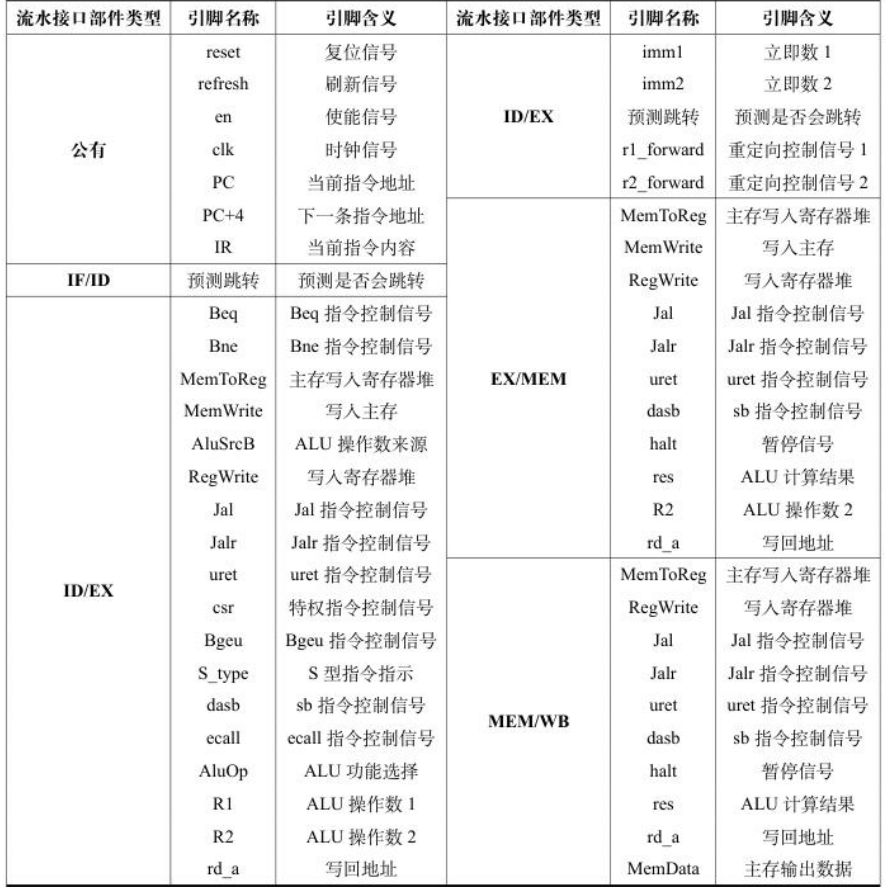 流水接口部件类型 引脚名称 引脚含义 流水接口部件类型 引脚名称 引脚含义
公有
reset 复位信号
refresh 刷新信号
en 使能信号
clk 时钟信号
PC 当前指令地址
PC+4 下一条指令地址
IR 当前指令内容
IF/ID 预测跳转 预测是否会跳转
ID/EX
Beq Beq 指令控制信号
Bne Bne 指令控制信号
MemToReg 主存写入寄存器堆
MemWrite 写入主存
AluSrcB ALU 操作数来源
RegWrite 写入寄存器堆
Jal Jal 指令控制信号
Jalr Jalr 指令控制信号
uret uret 指令控制信号
csr 特权指令控制信号
Bgeu Bgeu 指令控制信号
S_type S 型指令指示
dasb sb 指令控制信号
ecall ecall 指令控制信号
AluOp ALU 功能选择
R1 ALU 操作数 1
R2 ALU 操作数 2
rd_a 写回地址
ID/EX
imm1 立即数 1
imm2 立即数 2
预测跳转 预测是否会跳转
r1_forward 重定向控制信号 1
r2_forward 重定向控制信号 2
EX/MEM
MemToReg 主存写入寄存器堆
MemWrite 写入主存
RegWrite 写入寄存器堆
Jal Jal 指令控制信号
Jalr Jalr 指令控制信号
uret uret 指令控制信号
dasb sb 指令控制信号
halt 暂停信号
res ALU 计算结果
R2 ALU 操作数 2
rd_a 写回地址
MEM/WB
MemToReg 主存写入寄存器堆
RegWrite 写入寄存器堆
Jal Jal 指令控制信号
Jalr Jalr 指令控制信号
uret uret 指令控制信号
dasb sb 指令控制信号
halt 暂停信号
res ALU 计算结果
rd_a 写回地址
MemData 主存输出数据